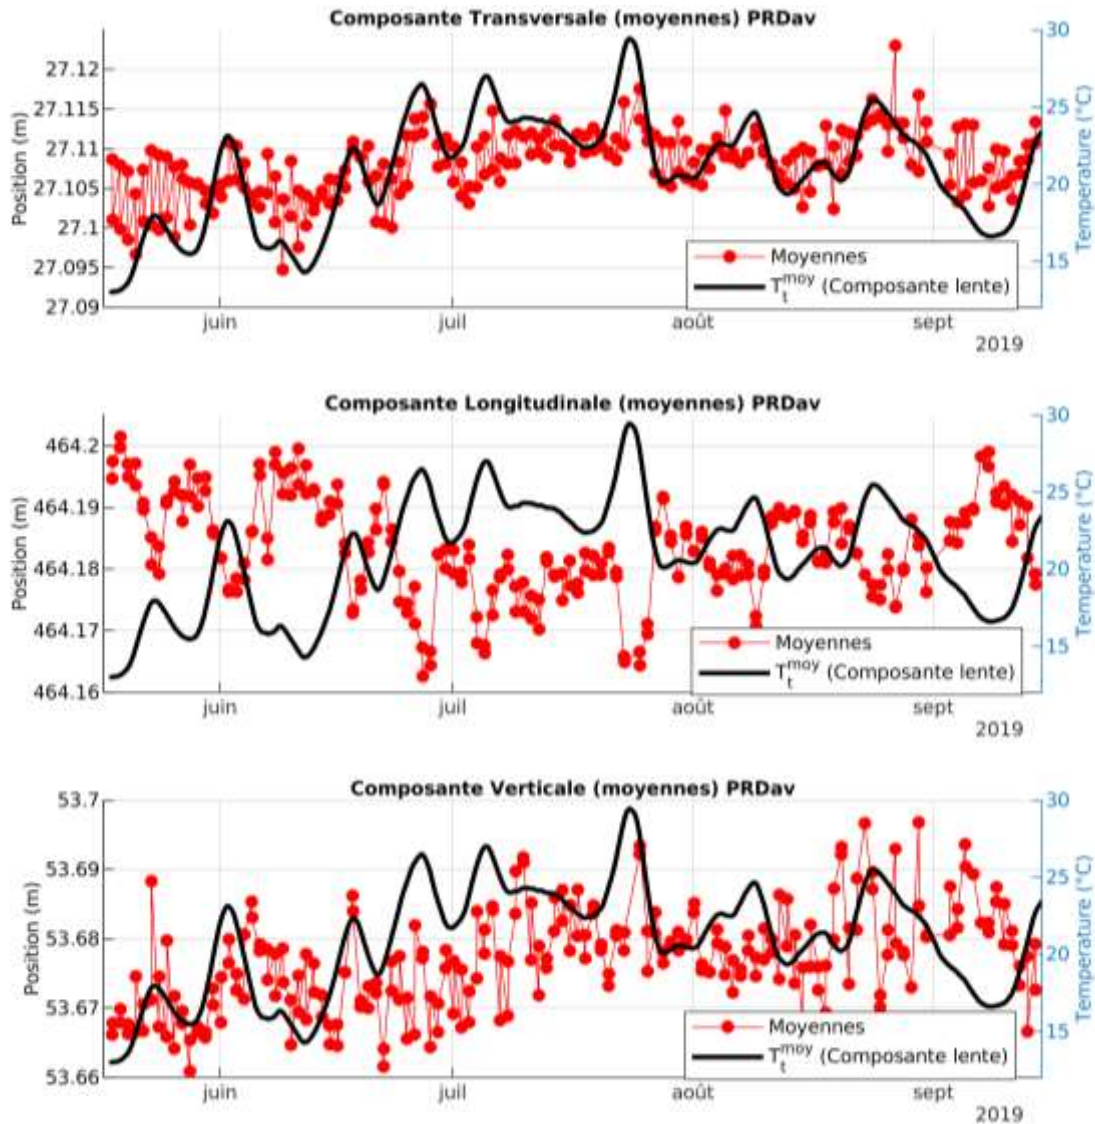 Composante Transversale (moyennes) PRDav
30
27.12
27.115
25
27.11
27.105
20
27.1
15
27.095
27.09
Position (m)
Temperature (°C)
Moyennes
T_t^moy (Composante lente)
juin juil août sept
2019
Composante Longitudinale (moyennes) PRDav
30
464.2
25
464.19
464.18
20
464.17
15
464.16
Position (m)
Temperature (°C)
Moyennes
T_t^moy (Composante lente)
juin juil août sept
2019
Composante Verticale (moyennes) PRDav
53.7
30
53.69
25
53.68
20
53.67
15
53.66
Position (m)
Temperature (°C)
Moyennes
T_t^moy (Composante lente)
juin juil août sept
2019